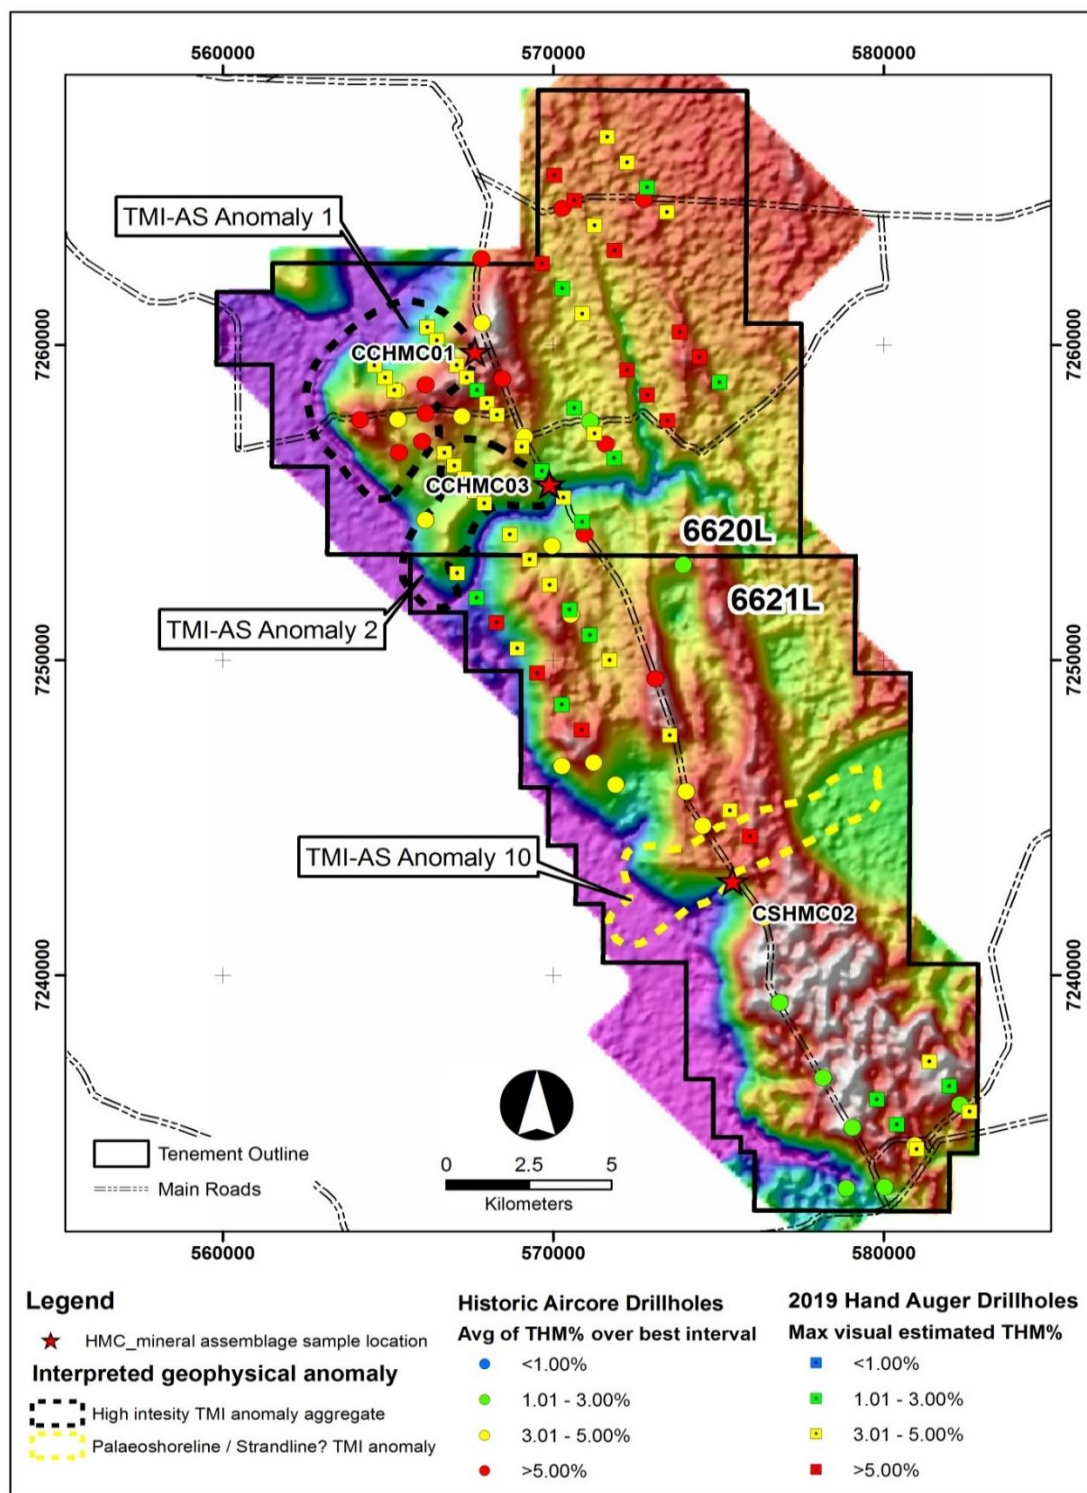 560000 570000 580000
TMI-AS Anomaly 1
7260000
7260000
CCHMC01
CCHMC03
6620L
6621L
TMI-AS Anomaly 2
7250000
7250000
TMI-AS Anomaly 10
CSHMC02
7240000
7240000
Tenement Outline
Main Roads
0 2.5 5
Kilometers
560000 570000 580000
Legend
HMC_mineral assemblage sample location
Interpreted geophysical anomaly
High intesity TMI anomaly aggregate
Palaeoshoreline / Strandline? TMI anomaly
Historic Aircore Drillholes
Avg of THM% over best interval
<1.00%
1.01 - 3.00%
3.01 - 5.00%
>5.00%
2019 Hand Auger Drillholes
Max visual estimated THM%
<1.00%
1.01 - 3.00%
3.01 - 5.00%
>5.00%